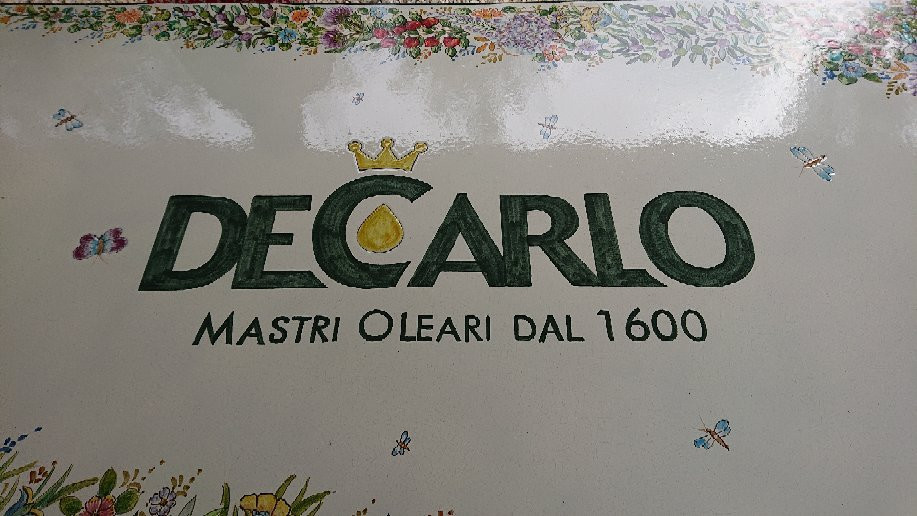 DECARLO
MASTRI OLEARI DAL 1600